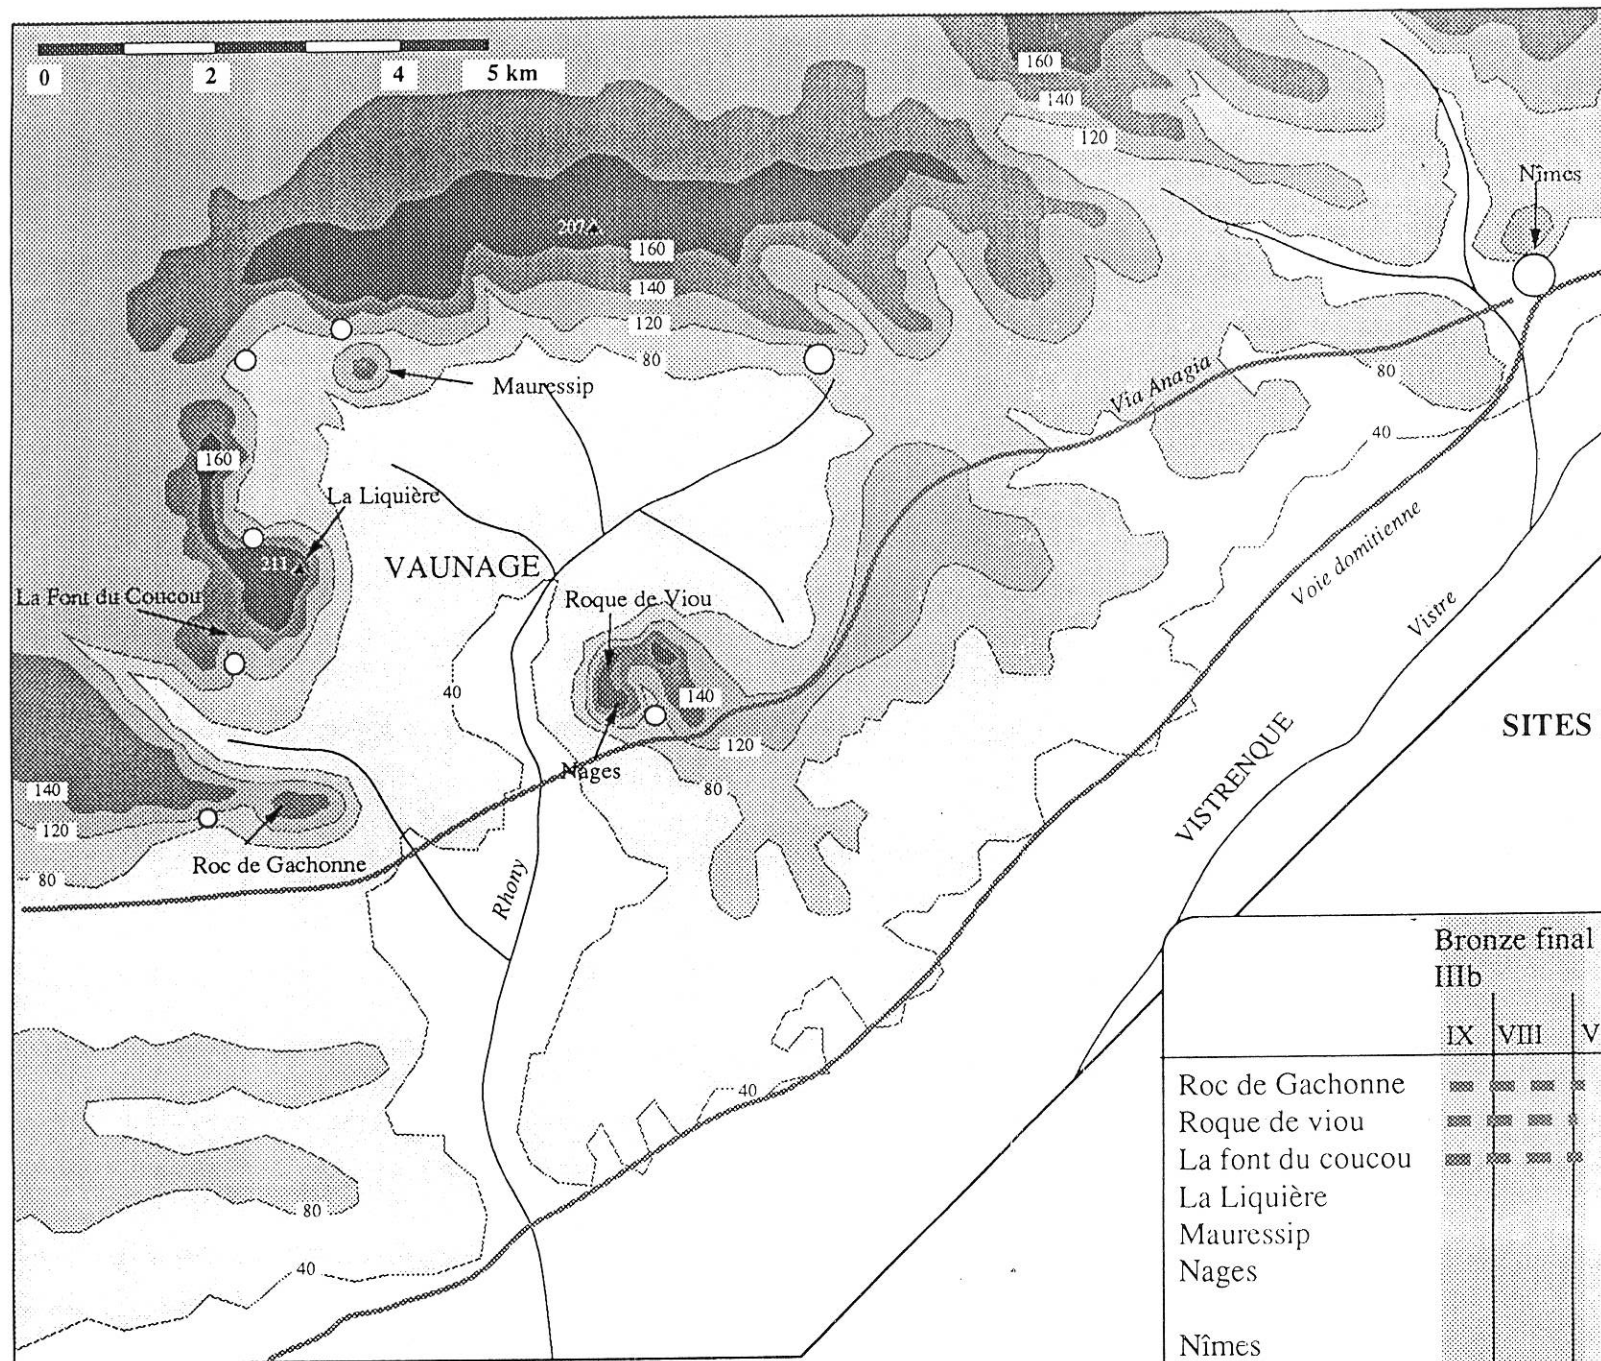 0 2 4 5 km
160
140
120
Nîmes
207
160
140
120
80
Mauressip
Via Anagia
80
40
160
La Liquière
211
VAUNAGE
La Font du Coucou
Roque de Viou
Voie domitienne
Vistre
40
140
120
80
Nages
SITES
VISTRENQUE
140
120
80
Roc de Gachonne
Rhony
40
80
40
Bronze final
IIIb
IX VIII V
Roc de Gachonne
Roque de viou
La font du coucou
La Liquière
Mauressip
Nages
Nîmes